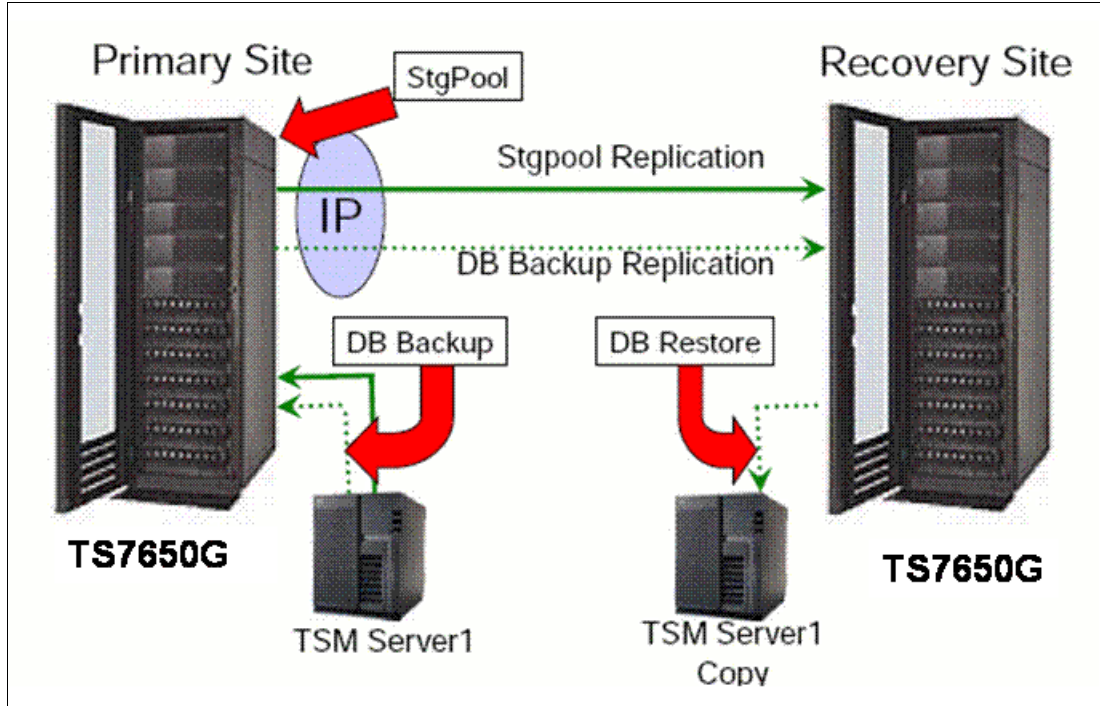 Primary Site
Recovery Site
StgPool
Stgpool Replication
IP
DB Backup Replication
DB Backup
DB Restore
TS7650G
TS7650G
TSM Server1
TSM Server1
Copy